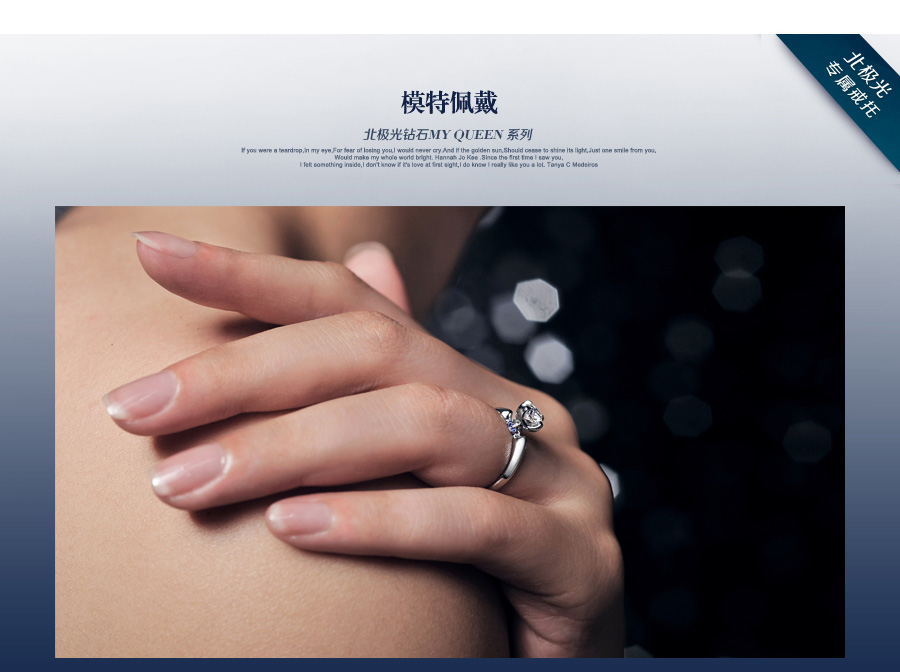 北极光
专属戒托
模特佩戴
北极光钻石MY QUEEN 系列
If you were a teardrop,In my eye,For fear of losing you,I would never cry.And if the golden sun,Should cease to shine its light,Just one smile from you,
Would make my whole world bright. Hannah Jo Kee .Since the first time I saw you,
I felt something inside,I don't know if it's love at first sight,I do know I really like you a lot. Tanya C Medeiros